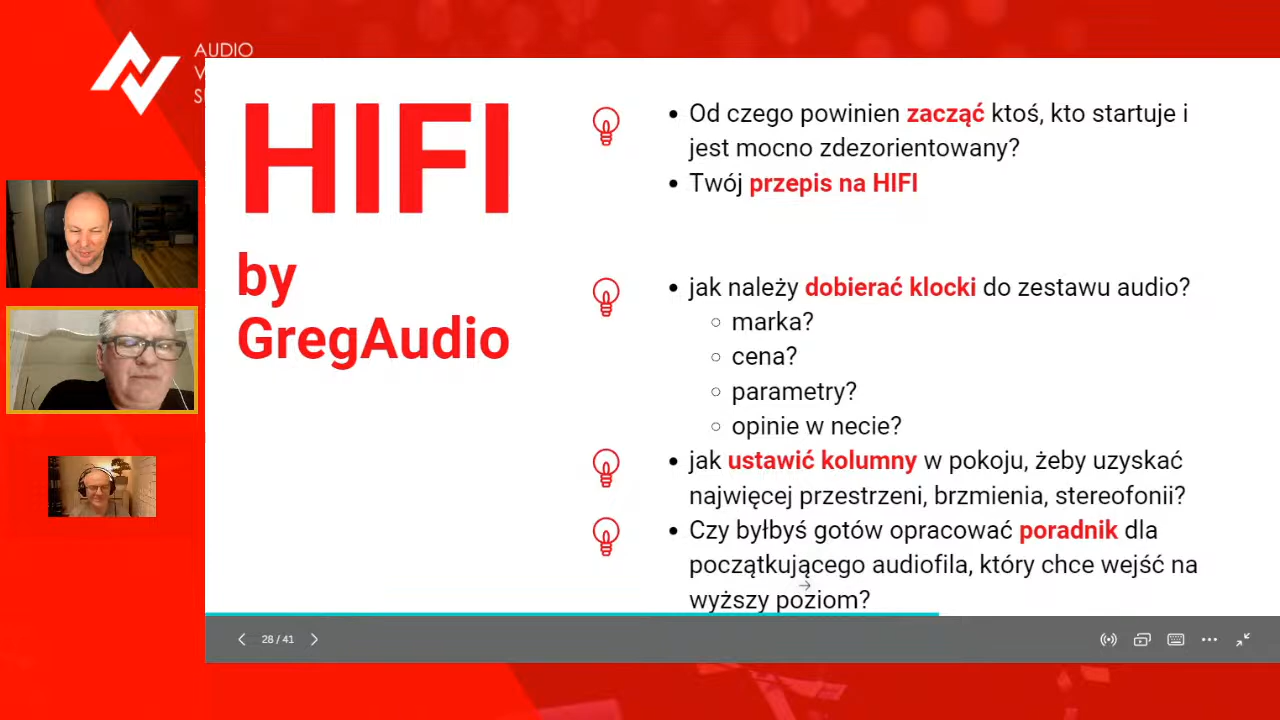 AUDIO
HIFI
by
GregAudio
Od czego powinien zacząć ktoś, kto startuje i
jest mocno zdezorientowany?
Twój przepis na HIFI
jak należy dobierać klocki do zestawu audio?
marka?
cena?
parametry?
opinie w necie?
jak ustawić kolumny w pokoju, żeby uzyskać
najwięcej przestrzeni, brzmienia, stereofonii?
Czy byłbyś gotów opracować poradnik dla
początkującego audiofila, który chce wejść na
wyższy poziom?
28 / 41